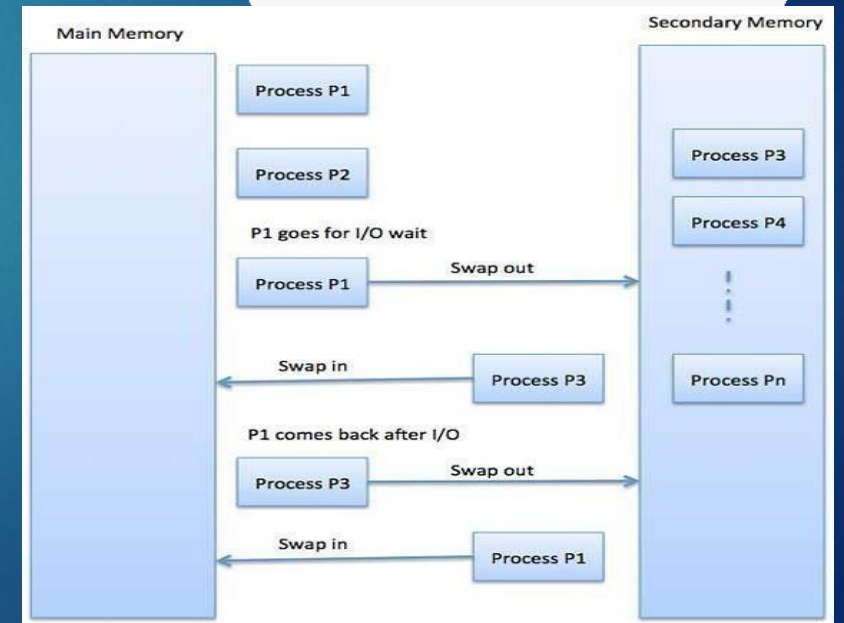 Main Memory
Secondary Memory
Process P1
Process P2
Process P3
Process P4
P1 goes for I/O wait
Process P1
Swap out
Swap in
Process P3
Process Pn
P1 comes back after I/O
Process P3
Swap out
Swap in
Process P1